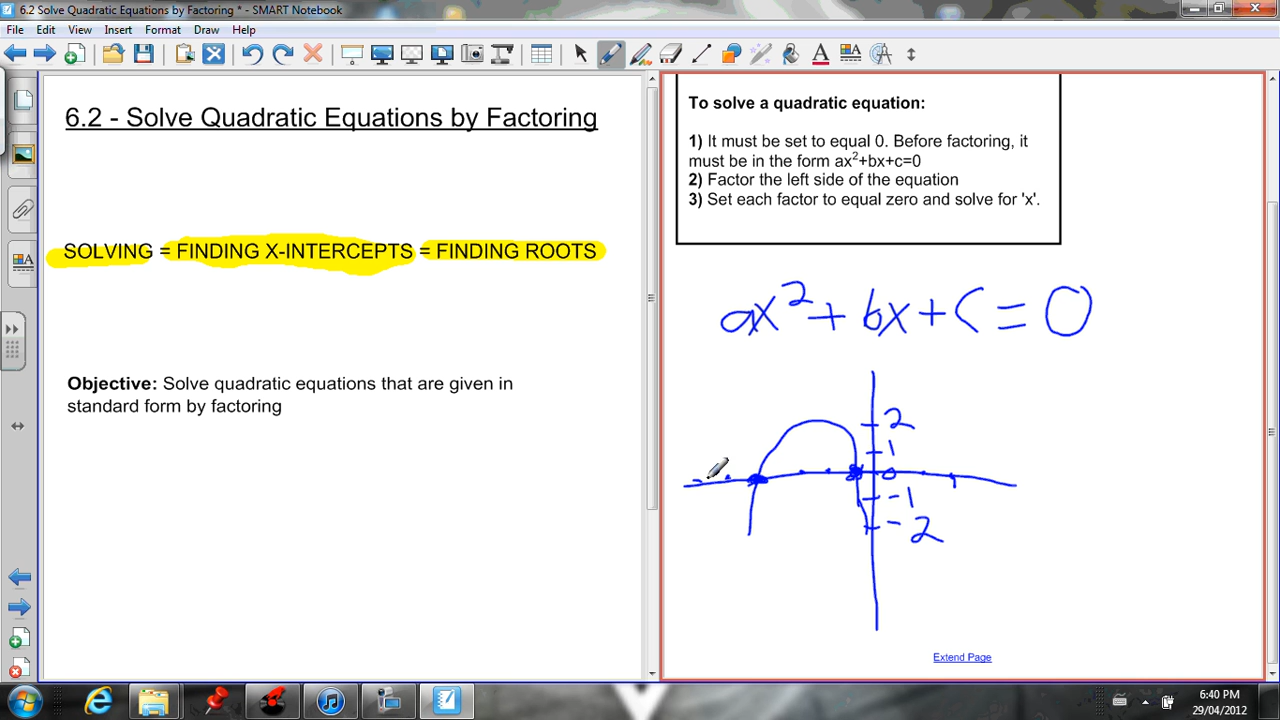 6.2 Solve Quadratic Equations by Factoring * - SMART Notebook
File Edit View Insert Format Draw Help
6.2 - Solve Quadratic Equations by Factoring
SOLVING = FINDING X-INTERCEPTS = FINDING ROOTS
Objective: Solve quadratic equations that are given in
standard form by factoring
To solve a quadratic equation:
1) It must be set to equal 0. Before factoring, it
must be in the form ax²+bx+c=0
2) Factor the left side of the equation
3) Set each factor to equal zero and solve for 'x'.
ax² + bx + c = 0
2
1
0
-1
-2
Extend Page
6:40 PM
29/04/2012